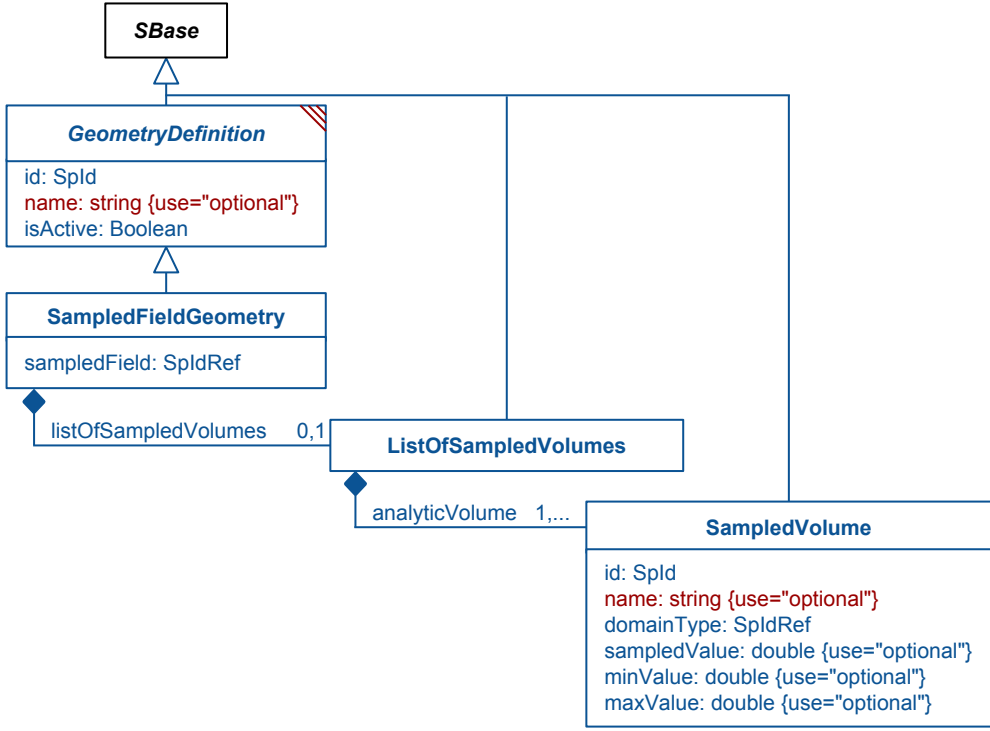 SBase
GeometryDefinition
id: SpId
name: string {use="optional"}
isActive: Boolean
SampledFieldGeometry
sampledField: SpIdRef
listOfSampledVolumes 0,1
ListOfSampledVolumes
analyticVolume 1,...
SampledVolume
id: SpId
name: string {use="optional"}
domainType: SpIdRef
sampledValue: double {use="optional"}
minValue: double {use="optional"}
maxValue: double {use="optional"}